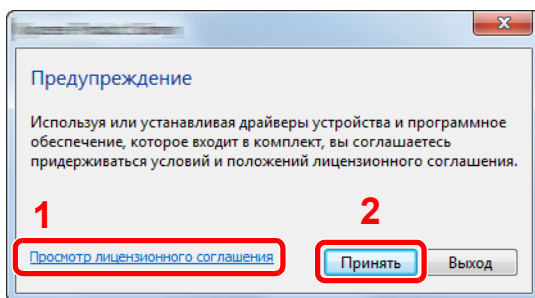 Предупреждение
Используя или устанавливая драйверы устройства и программное
обеспечение, которое входит в комплект, вы соглашаетесь
придерживаться условий и положений лицензионного соглашения.
1
2
Просмотр лицензионного соглашения
Принять
Выход